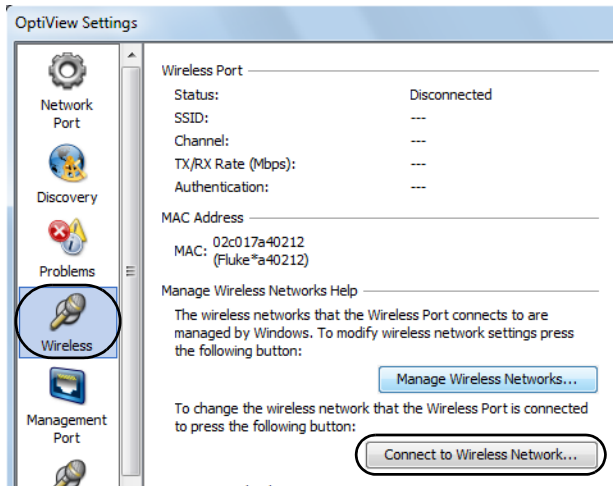 OptiView Settings
Network
Port
Discovery
Problems
Wireless
Management
Port
Wireless Port
Status: Disconnected
SSID: ---
Channel: ---
TX/RX Rate (Mbps): ---
Authentication: ---
MAC Address
MAC: 02c017a40212
(Fluke*a40212)
Manage Wireless Networks Help
The wireless networks that the Wireless Port connects to are
managed by Windows. To modify wireless network settings press
the following button:
Manage Wireless Networks...
To change the wireless network that the Wireless Port is connected
to press the following button:
Connect to Wireless Network...